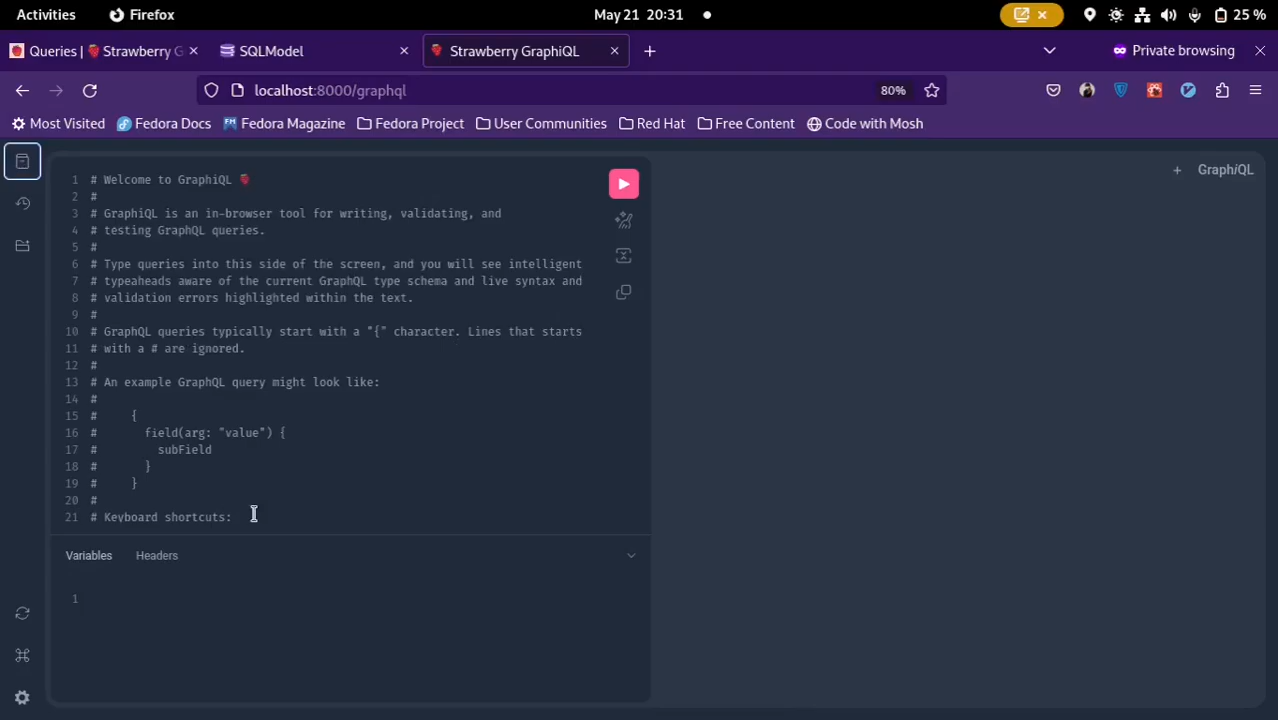 Activities
Firefox
May 21 20:31
25 %
Queries | 🍓 Strawberry G
SQLModel
Strawberry GraphiQL
Private browsing
localhost:8000/graphql
80%
Most Visited
Fedora Docs
Fedora Magazine
Fedora Project
User Communities
Red Hat
Free Content
Code with Mosh
1 # Welcome to GraphiQL 🍓
2 #
3 # GraphiQL is an in-browser tool for writing, validating, and
4 # testing GraphQL queries.
5 #
6 # Type queries into this side of the screen, and you will see intelligent
7 # typeaheads aware of the current GraphQL type schema and live syntax and
8 # validation errors highlighted within the text.
9 #
10 # GraphQL queries typically start with a "{" character. Lines that starts
11 # with a # are ignored.
12 #
13 # An example GraphQL query might look like:
14 #
15 # {
16 # field(arg: "value") {
17 # subField
18 # }
19 # }
20 #
21 # Keyboard shortcuts:
+ GraphiQL
Variables
Headers
1